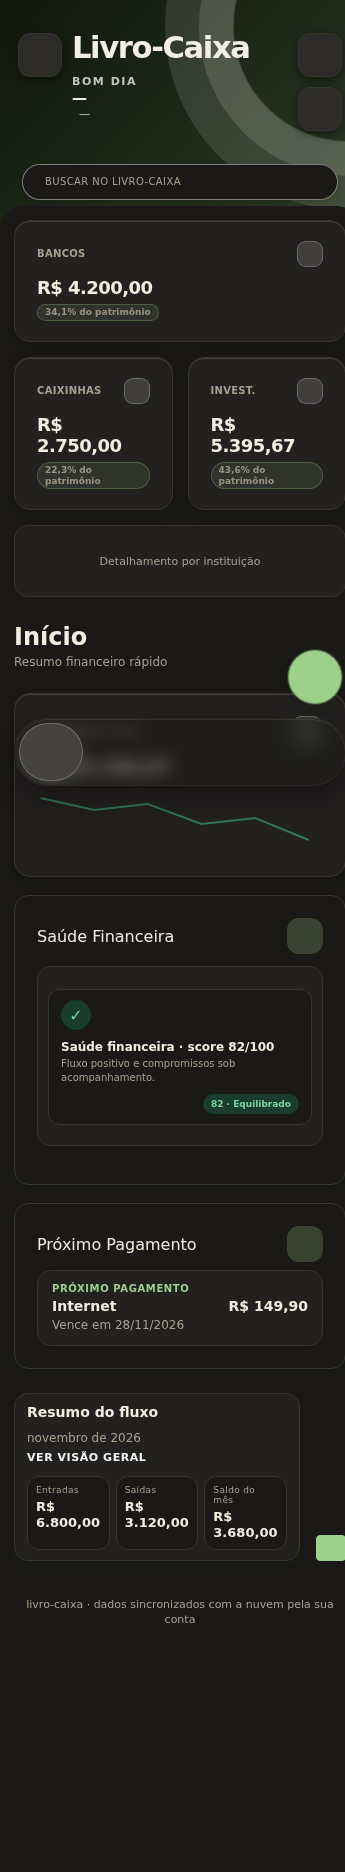 Livro-Caixa
BOM DIA
—
—
BUSCAR NO LIVRO-CAIXA
BANCOS
R$ 4.200,00
34,1% do patrimônio
CAIXINHAS
R$
2.750,00
22,3% do
patrimônio
INVEST.
R$
5.395,67
43,6% do
patrimônio
Detalhamento por instituição
Início
Resumo financeiro rápido
Saúde Financeira
✓
Saúde financeira · score 82/100
Fluxo positivo e compromissos sob
acompanhamento.
82 · Equilibrado
Próximo Pagamento
PRÓXIMO PAGAMENTO
Internet R$ 149,90
Vence em 28/11/2026
Resumo do fluxo
novembro de 2026
VER VISÃO GERAL
Entradas
R$
6.800,00
Saídas
R$
3.120,00
Saldo do
mês
R$
3.680,00
livro-caixa · dados sincronizados com a nuvem pela sua
conta